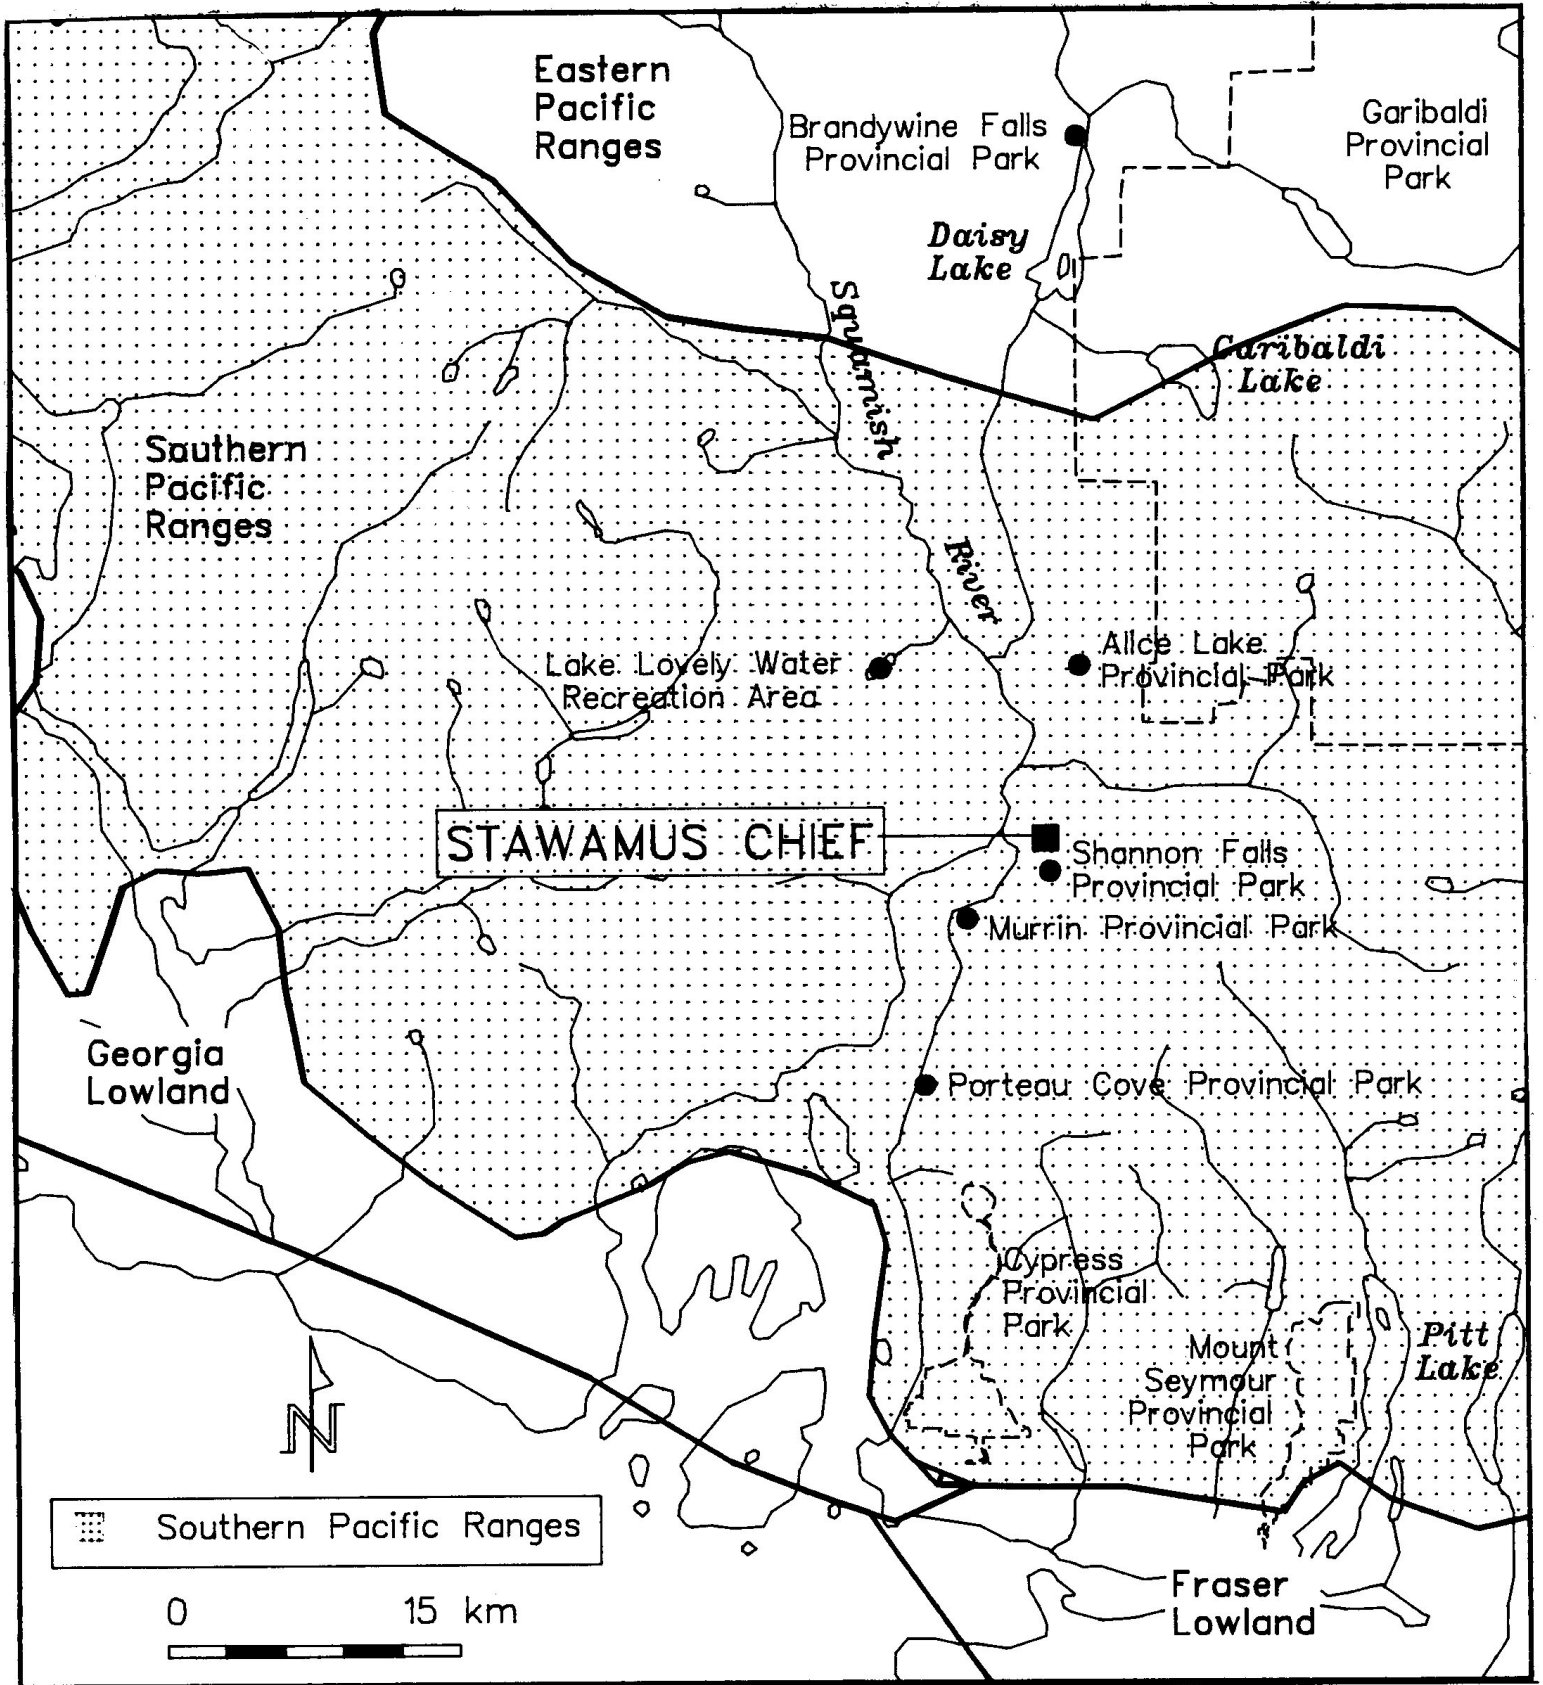 Eastern
Pacific
Ranges
Brandywine Falls
Provincial Park
Garibaldi
Provincial
Park
Daisy
Lake
Squamish
River
Garibaldi
Lake
Southern
Pacific
Ranges
Lake Lovely Water
Recreation Area
Alice Lake
Provincial Park
STAWAMUS CHIEF
Shannon Falls
Provincial Park
Murrin Provincial Park
Georgia
Lowland
Porteau Cove Provincial Park
Cypress
Provincial
Park
Mount
Seymour
Provincial
Park
Pitt
Lake
N
Southern Pacific Ranges
0 15 km
Fraser
Lowland